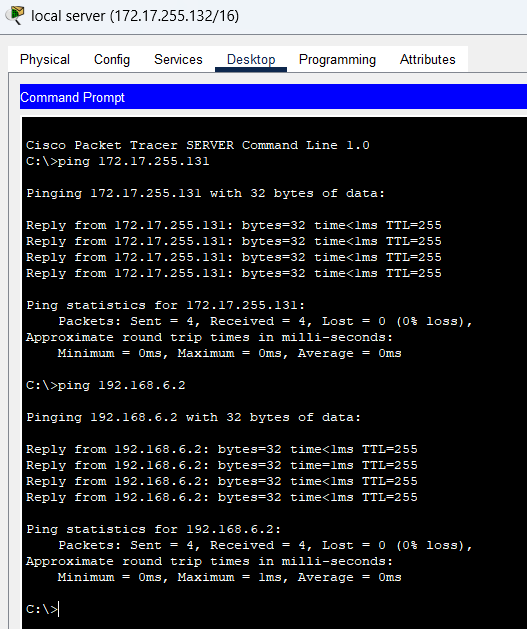 local server (172.17.255.132/16)
Physical Config Services Desktop Programming Attributes
Command Prompt
Cisco Packet Tracer SERVER Command Line 1.0
C:\>ping 172.17.255.131
Pinging 172.17.255.131 with 32 bytes of data:
Reply from 172.17.255.131: bytes=32 time<1ms TTL=255
Reply from 172.17.255.131: bytes=32 time<1ms TTL=255
Reply from 172.17.255.131: bytes=32 time<1ms TTL=255
Reply from 172.17.255.131: bytes=32 time<1ms TTL=255
Ping statistics for 172.17.255.131:
Packets: Sent = 4, Received = 4, Lost = 0 (0% loss),
Approximate round trip times in milli-seconds:
Minimum = 0ms, Maximum = 0ms, Average = 0ms
C:\>ping 192.168.6.2
Pinging 192.168.6.2 with 32 bytes of data:
Reply from 192.168.6.2: bytes=32 time<1ms TTL=255
Reply from 192.168.6.2: bytes=32 time=1ms TTL=255
Reply from 192.168.6.2: bytes=32 time<1ms TTL=255
Reply from 192.168.6.2: bytes=32 time<1ms TTL=255
Ping statistics for 192.168.6.2:
Packets: Sent = 4, Received = 4, Lost = 0 (0% loss),
Approximate round trip times in milli-seconds:
Minimum = 0ms, Maximum = 1ms, Average = 0ms
C:\>